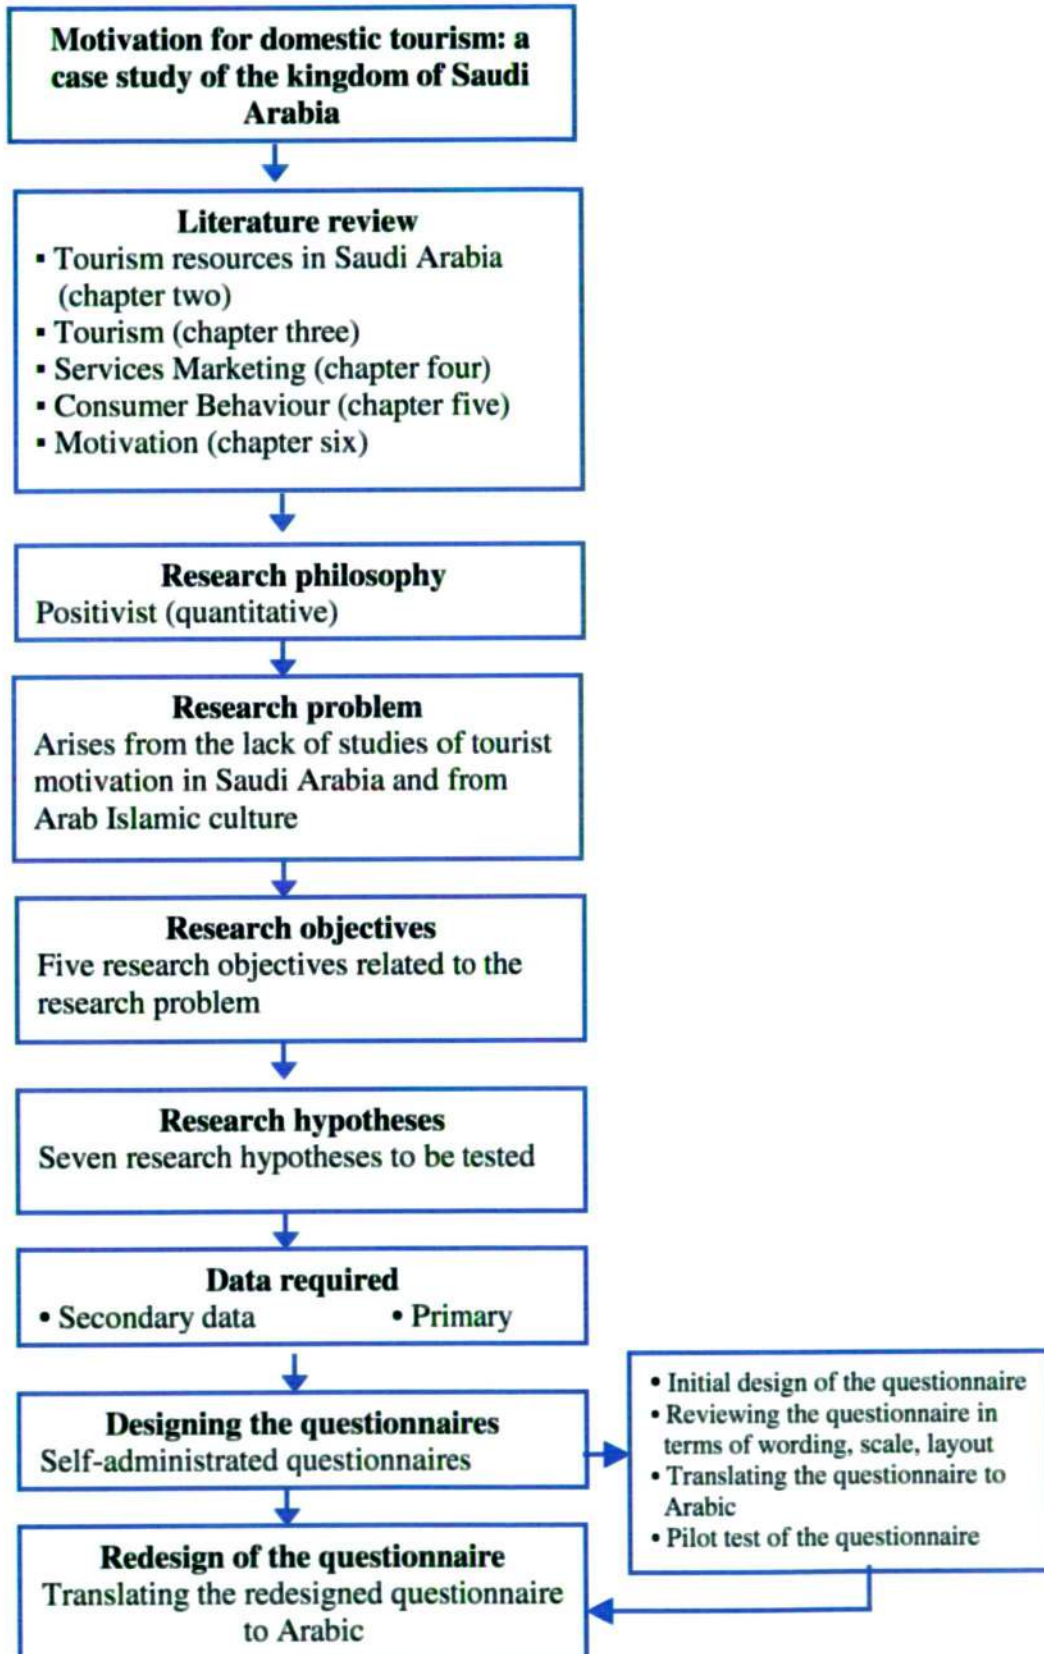 Motivation for domestic tourism: a
case study of the kingdom of Saudi
Arabia
Literature review
▪ Tourism resources in Saudi Arabia
(chapter two)
▪ Tourism (chapter three)
▪ Services Marketing (chapter four)
▪ Consumer Behaviour (chapter five)
▪ Motivation (chapter six)
Research philosophy
Positivist (quantitative)
Research problem
Arises from the lack of studies of tourist
motivation in Saudi Arabia and from
Arab Islamic culture
Research objectives
Five research objectives related to the
research problem
Research hypotheses
Seven research hypotheses to be tested
Data required
• Secondary data • Primary
Designing the questionnaires
Self-administrated questionnaires
• Initial design of the questionnaire
• Reviewing the questionnaire in
terms of wording, scale, layout
• Translating the questionnaire to
Arabic
• Pilot test of the questionnaire
Redesign of the questionnaire
Translating the redesigned questionnaire
to Arabic